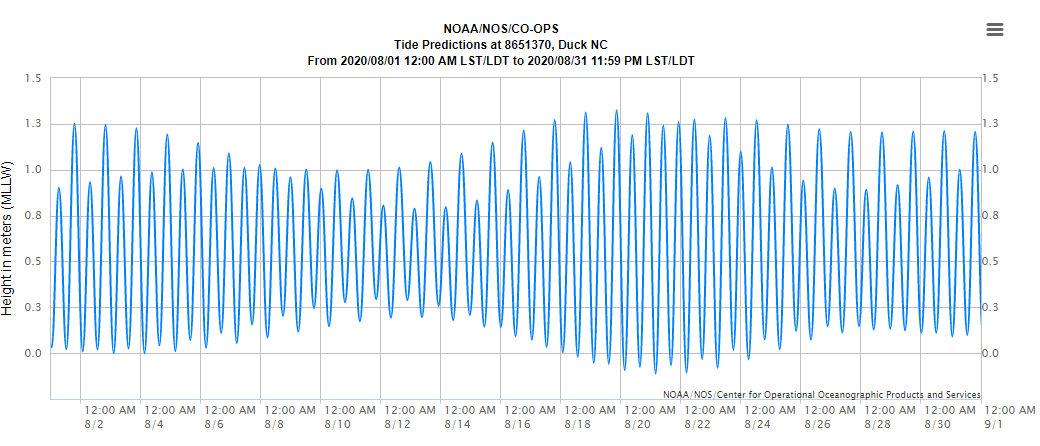 NOAA/NOS/CO-OPS
Tide Predictions at 8651370, Duck NC
From 2020/08/01 12:00 AM LST/LDT to 2020/08/31 11:59 PM LST/LDT
Height in meters (MLLW)
1.5 1.5
1.3 1.3
1.0 1.0
0.8 0.8
0.5 0.5
0.3 0.3
0.0 0.0
NOAA/NOS/Center for Operational Oceanographic Products and Services
12:00 AM 12:00 AM 12:00 AM 12:00 AM 12:00 AM 12:00 AM 12:00 AM 12:00 AM 12:00 AM 12:00 AM 12:00 AM 12:00 AM 12:00 AM 12:00 AM 12:00 AM 12:00 AM
8/2 8/4 8/6 8/8 8/10 8/12 8/14 8/16 8/18 8/20 8/22 8/24 8/26 8/28 8/30 9/1